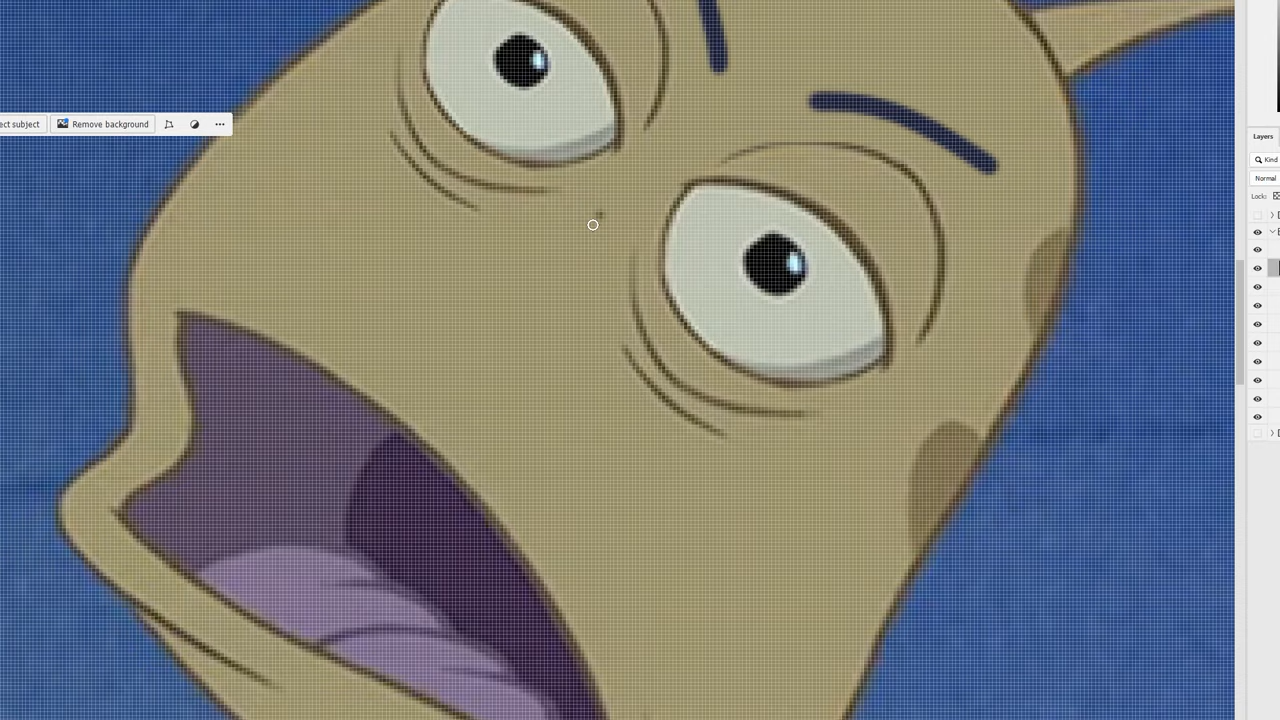 ect subject
Remove background
Layers
Kind
Normal
Lock: